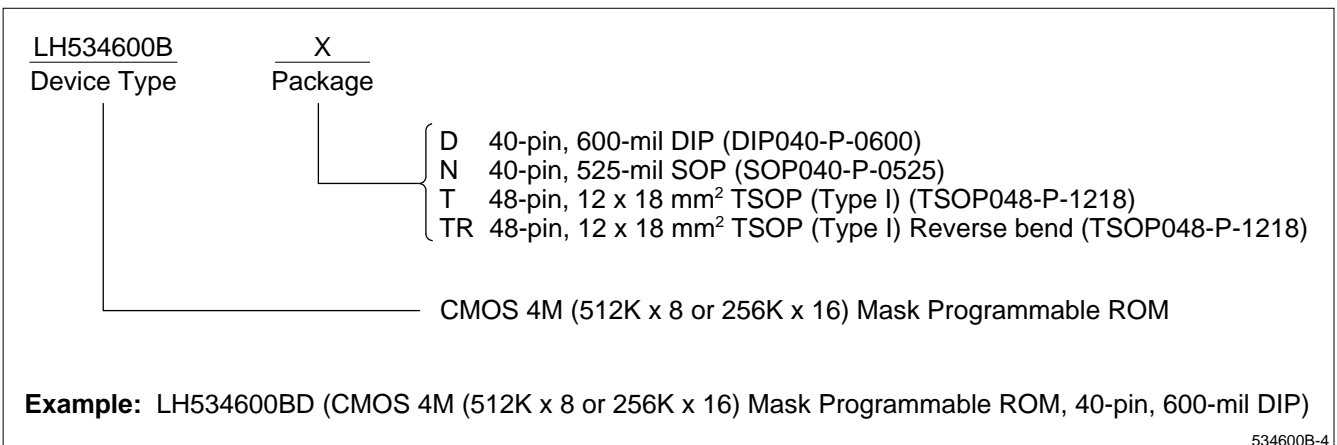 LH534600B X
Device Type Package
D 40-pin, 600-mil DIP (DIP040-P-0600)
N 40-pin, 525-mil SOP (SOP040-P-0525)
T 48-pin, 12 x 18 mm² TSOP (Type I) (TSOP048-P-1218)
TR 48-pin, 12 x 18 mm² TSOP (Type I) Reverse bend (TSOP048-P-1218)
CMOS 4M (512K x 8 or 256K x 16) Mask Programmable ROM
Example: LH534600BD (CMOS 4M (512K x 8 or 256K x 16) Mask Programmable ROM, 40-pin, 600-mil DIP)
534600B-4